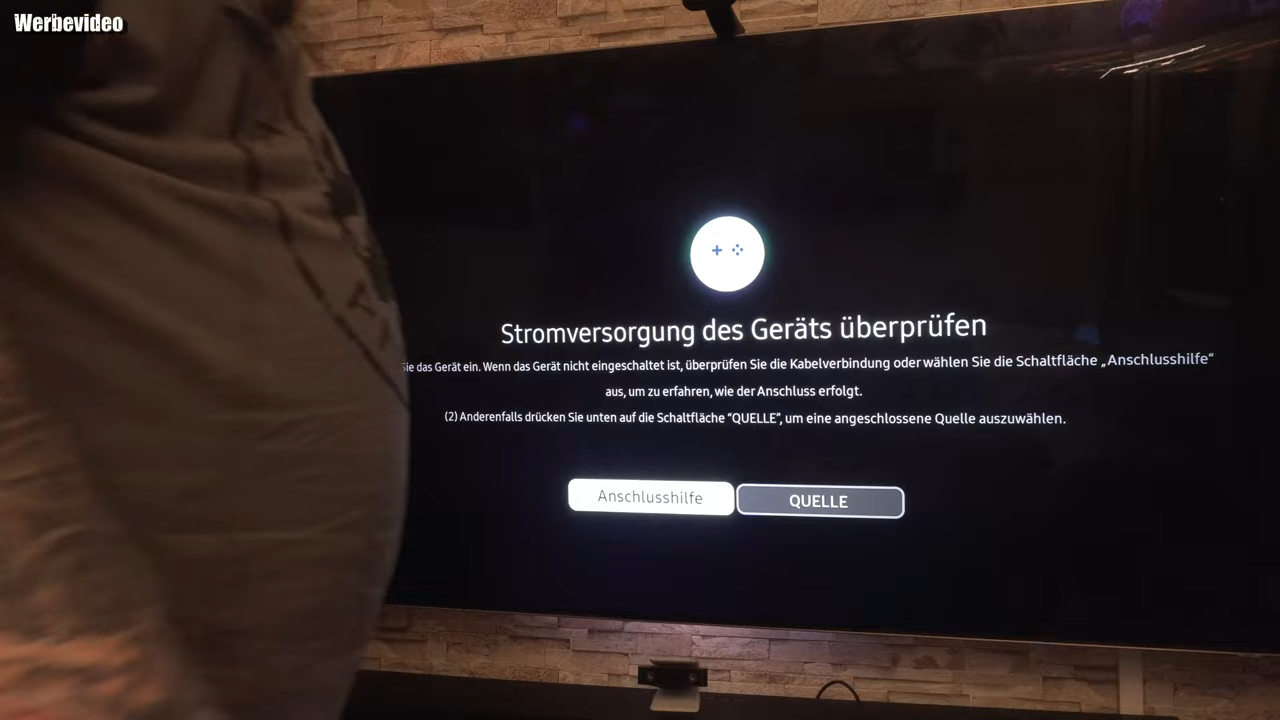 Werbevideo
Stromversorgung des Geräts überprüfen
Sie das Gerät ein. Wenn das Gerät nicht eingeschaltet ist, überprüfen Sie die Kabelverbindung oder wählen Sie die Schaltfläche „Anschlusshilfe“
aus, um zu erfahren, wie der Anschluss erfolgt.
(2) Anderenfalls drücken Sie unten auf die Schaltfläche "QUELLE", um eine angeschlossene Quelle auszuwählen.
Anschlusshilfe
QUELLE